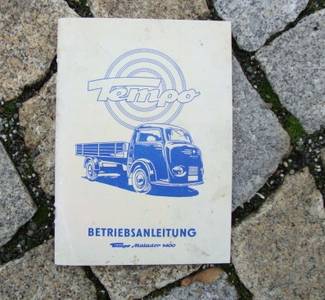 Tempo
BETRIEBSANLEITUNG
Tempo Matador 1400